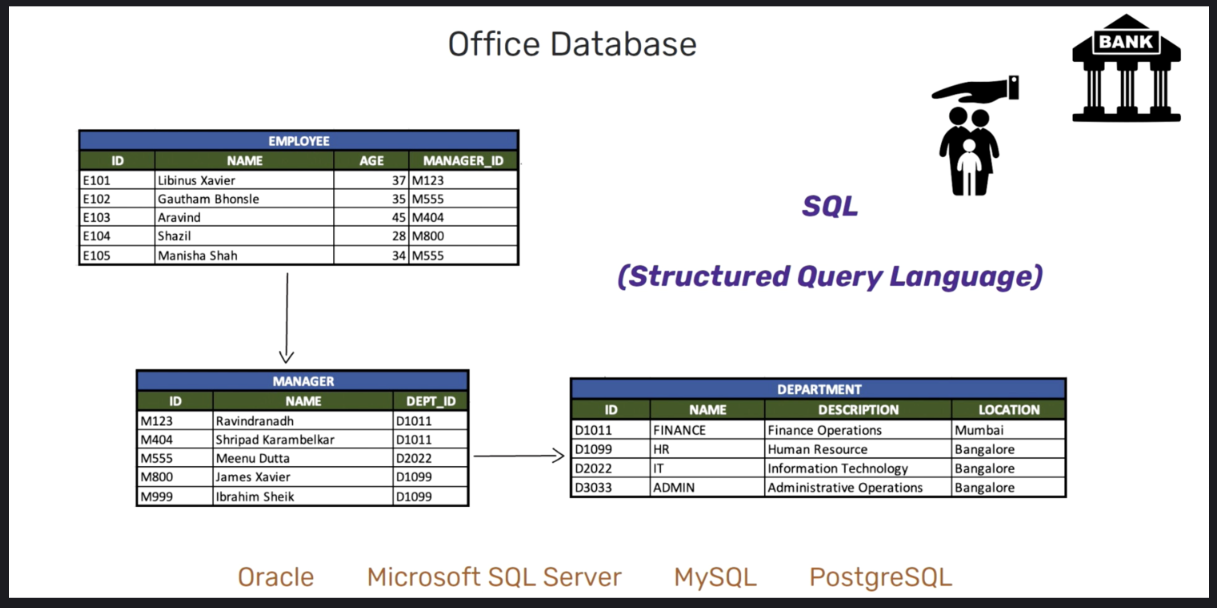 Office Database
BANK
EMPLOYEE
ID NAME AGE MANAGER_ID
E101 Libinus Xavier 37 M123
E102 Gautham Bhonsle 35 M555
E103 Aravind 45 M404
E104 Shazil 28 M800
E105 Manisha Shah 34 M555
SQL
(Structured Query Language)
MANAGER
ID NAME DEPT_ID
M123 Ravindranadh D1011
M404 Shripad Karambelkar D1011
M555 Meenu Dutta D2022
M800 James Xavier D1099
M999 Ibrahim Sheik D1099
DEPARTMENT
ID NAME DESCRIPTION LOCATION
D1011 FINANCE Finance Operations Mumbai
D1099 HR Human Resource Bangalore
D2022 IT Information Technology Bangalore
D3033 ADMIN Administrative Operations Bangalore
Oracle Microsoft SQL Server MySQL PostgreSQL